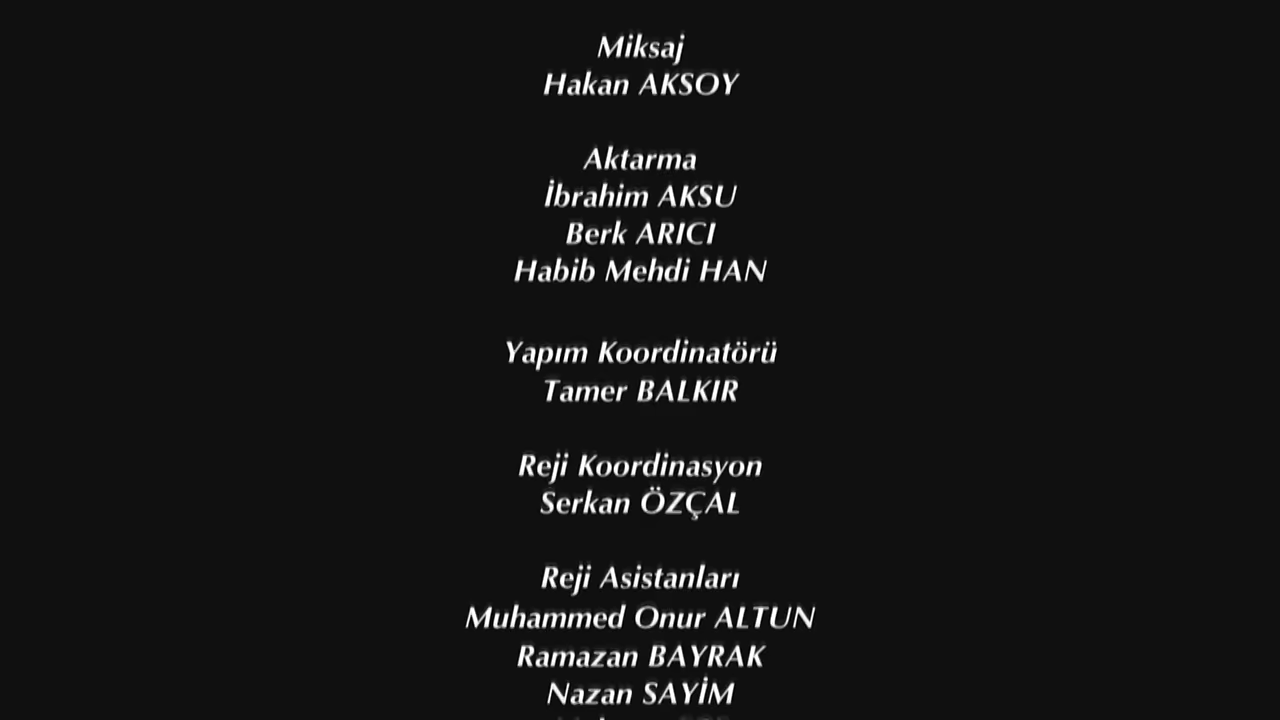 Miksaj
Hakan AKSOY
Aktarma
İbrahim AKSU
Berk ARICI
Habib Mehdi HAN
Yapım Koordinatörü
Tamer BALKIR
Reji Koordinasyon
Serkan ÖZÇAL
Reji Asistanları
Muhammed Onur ALTUN
Ramazan BAYRAK
Nazan SAYİM